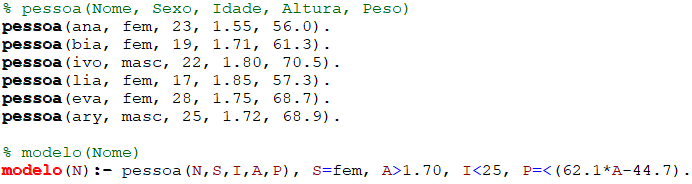 % pessoa(Nome, Sexo, Idade, Altura, Peso)
pessoa(ana, fem, 23, 1.55, 56.0).
pessoa(bia, fem, 19, 1.71, 61.3).
pessoa(ivo, masc, 22, 1.80, 70.5).
pessoa(lia, fem, 17, 1.85, 57.3).
pessoa(eva, fem, 28, 1.75, 68.7).
pessoa(ary, masc, 25, 1.72, 68.9).
% modelo(Nome)
modelo(N):- pessoa(N,S,I,A,P), S=fem, A>1.70, I<25, P=<(62.1*A-44.7).